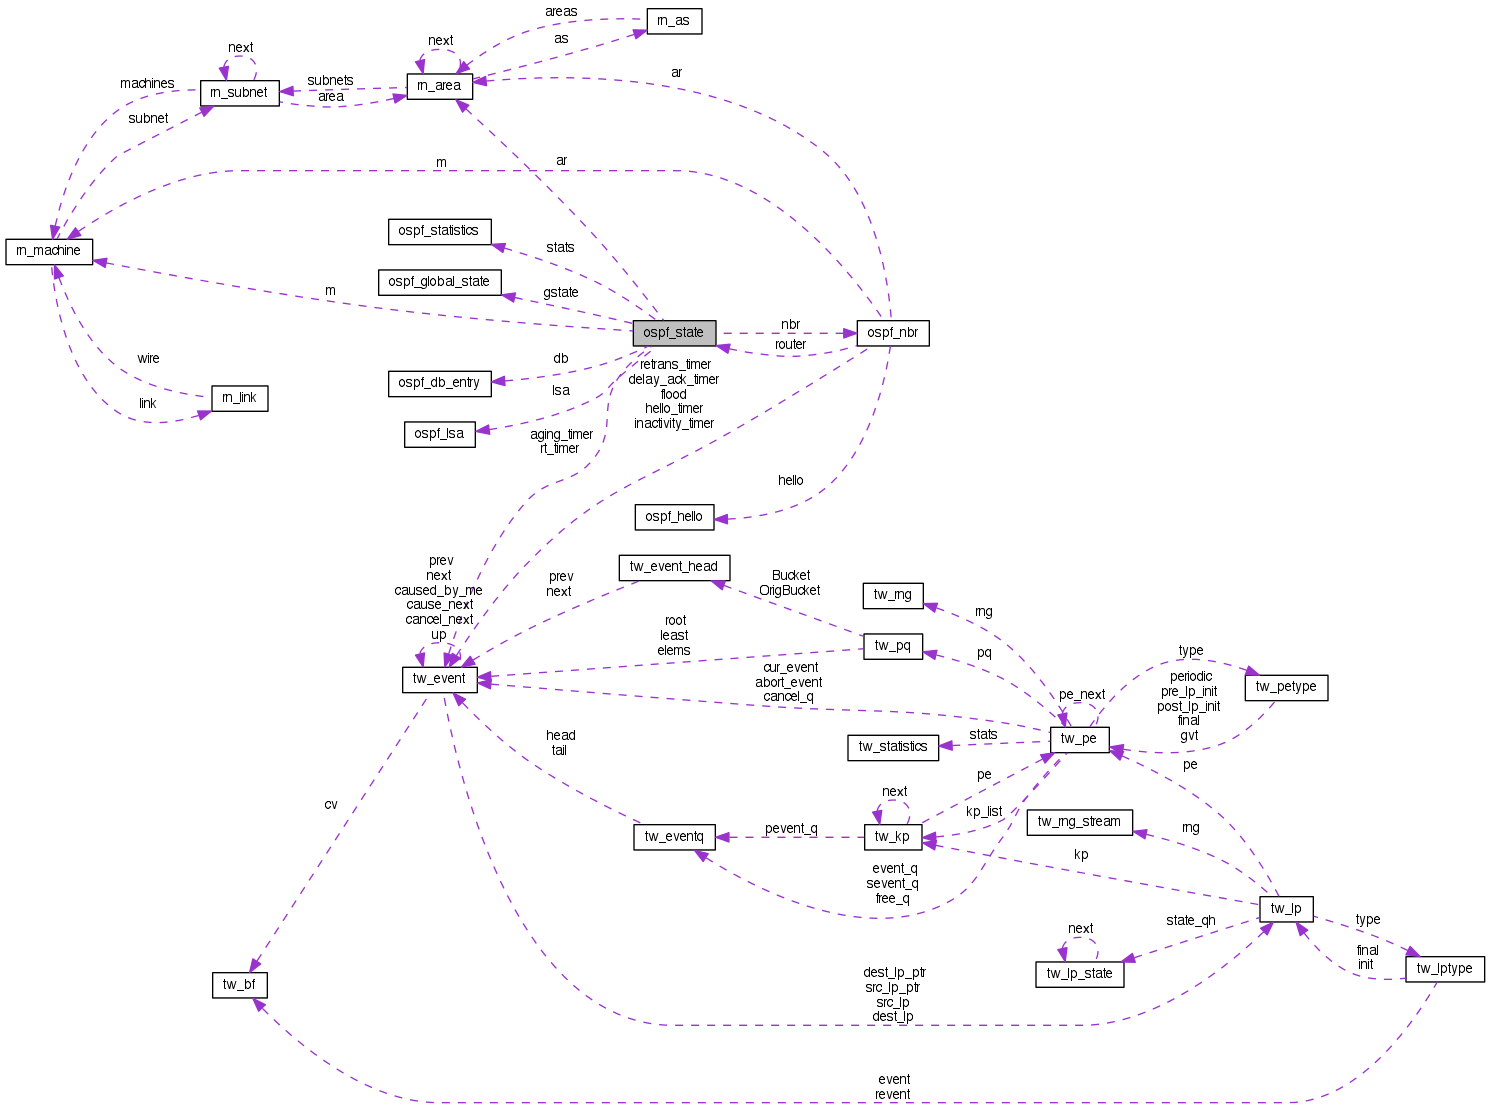 areas
rn_as
next
as
next
rn_area
ar
machines
subnets
rn_subnet
area
subnet
m
ar
ospf_statistics
rn_machine
stats
ospf_global_state
gstate
m
nbr
ospf_state
ospf_nbr
router
wire
db
retrans_timer
delay_ack_timer
flood
hello_timer
inactivity_timer
ospf_db_entry
lsa
link
rn_link
ospf_lsa
aging_timer
rt_timer
hello
ospf_hello
prev
next
caused_by_me
cause_next
cancel_next
up
prev
next
tw_event_head
Bucket
OrigBucket
tw_rng
rng
root
least
elems
tw_pq
pq
type
tw_event
cur_event
abort_event
cancel_q
periodic
pre_lp_init
post_lp_init
final
gvt
tw_petype
pe_next
head
tail
tw_statistics
stats
tw_pe
pe
pe
next
kp_list
cv
tw_eventq
pevent_q
tw_kp
tw_rng_stream
rng
kp
event_q
sevent_q
free_q
tw_lp
state_qh
type
next
final
init
tw_bf
dest_lp_ptr
src_lp_ptr
src_lp
dest_lp
tw_lp_state
tw_lptype
event
revent